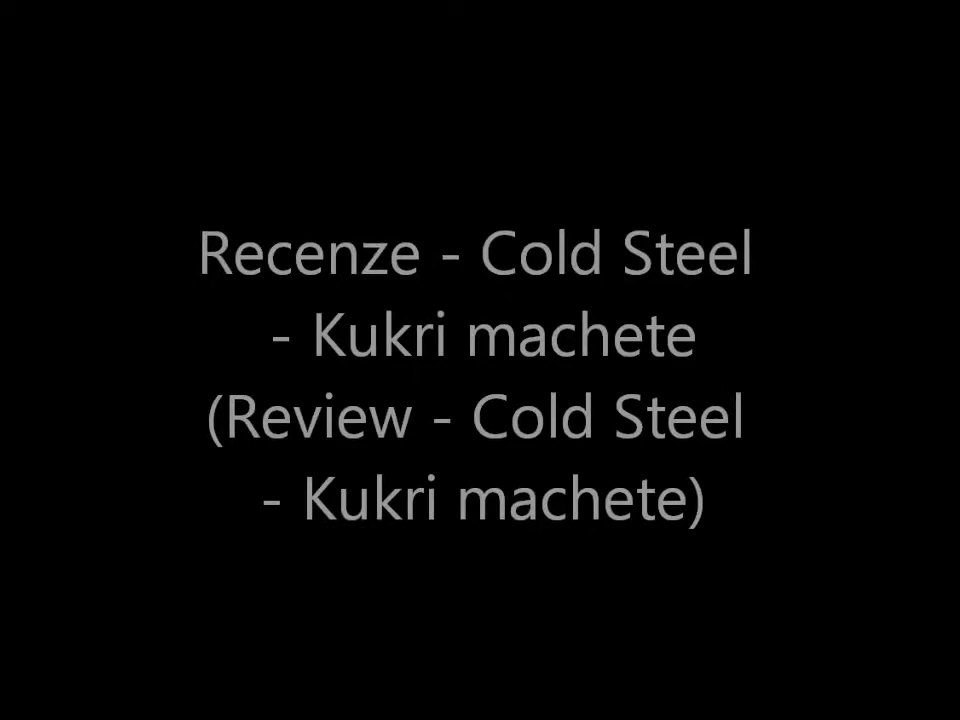 Recenze - Cold Steel
- Kukri machete
(Review - Cold Steel
- Kukri machete)